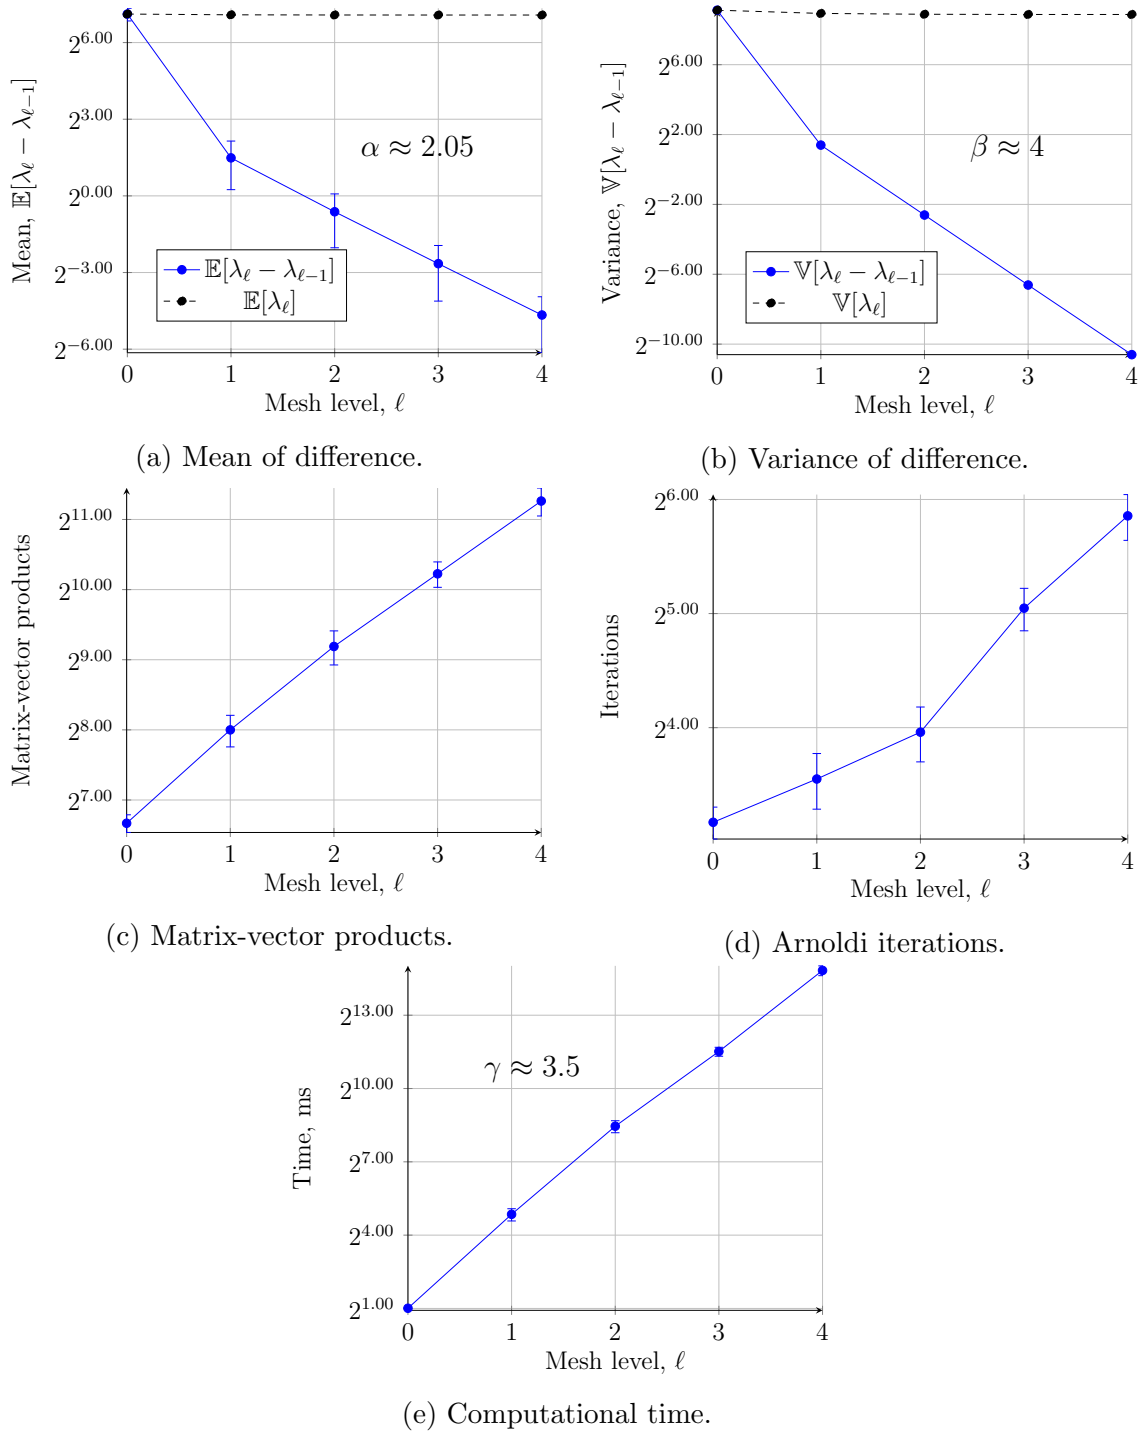 2^6.00
2^3.00
2^0.00
2^−3.00
2^−6.00
Mean, 𝔼[λ_ℓ − λ_ℓ−1]
α ≈ 2.05
𝔼[λ_ℓ − λ_ℓ−1]
𝔼[λ_ℓ]
0 1 2 3 4
Mesh level, ℓ
(a) Mean of difference.
2^6.00
2^2.00
2^−2.00
2^−6.00
2^−10.00
Variance, 𝕍[λ_ℓ − λ_ℓ−1]
β ≈ 4
𝕍[λ_ℓ − λ_ℓ−1]
𝕍[λ_ℓ]
0 1 2 3 4
Mesh level, ℓ
(b) Variance of difference.
2^11.00
2^10.00
2^9.00
2^8.00
2^7.00
Matrix-vector products
0 1 2 3 4
Mesh level, ℓ
(c) Matrix-vector products.
2^6.00
2^5.00
2^4.00
Iterations
0 1 2 3 4
Mesh level, ℓ
(d) Arnoldi iterations.
2^13.00
2^10.00
2^7.00
2^4.00
2^1.00
Time, ms
γ ≈ 3.5
0 1 2 3 4
Mesh level, ℓ
(e) Computational time.